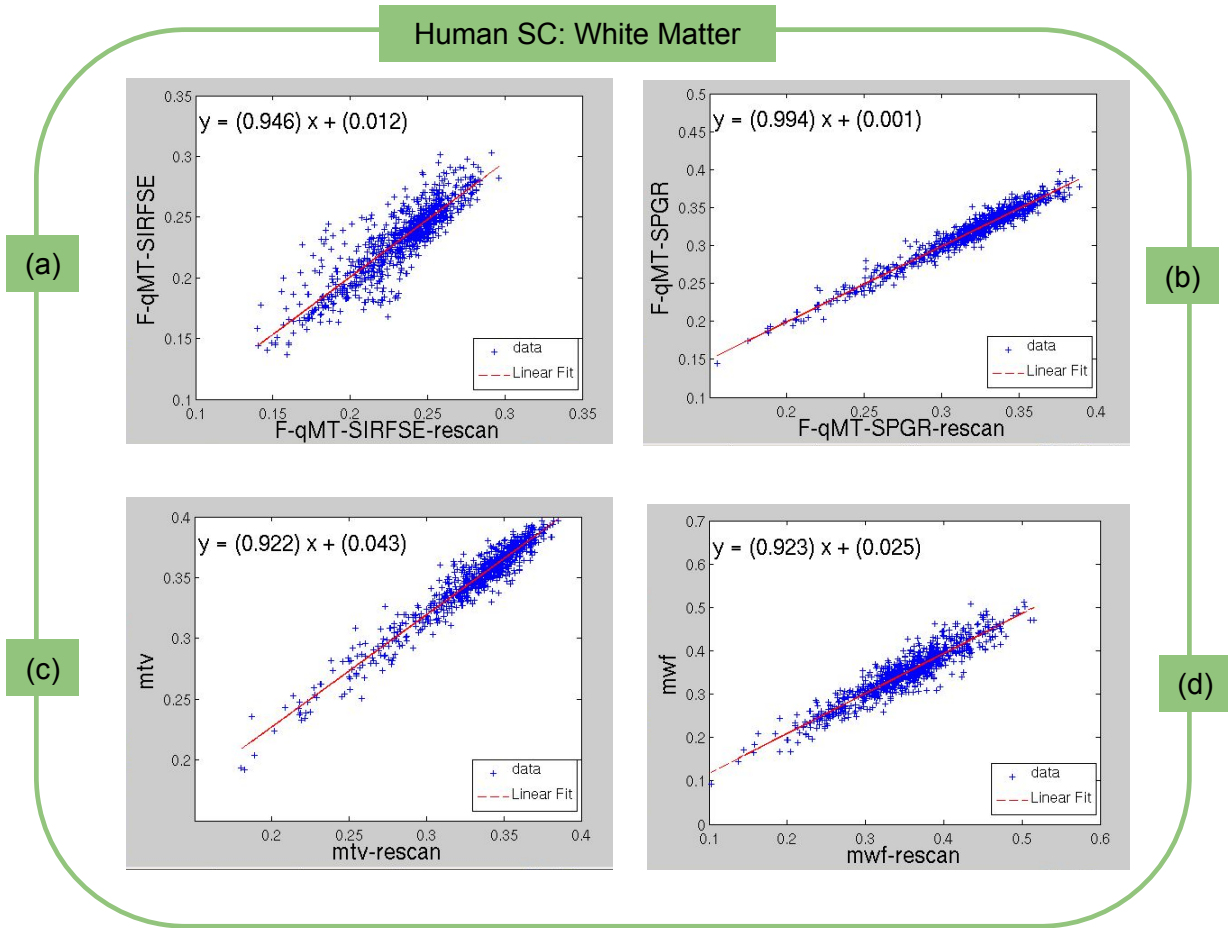 Human SC: White Matter
(a)
y = (0.946) x + (0.012)
0.35
0.3
0.25
0.2
0.15
0.1
F-qMT-SIRFSE
data
Linear Fit
0.1 0.15 0.2 0.25 0.3 0.35
F-qMT-SIRFSE-rescan
(b)
y = (0.994) x + (0.001)
0.5
0.45
0.4
0.35
0.3
0.25
0.2
0.15
0.1
F-qMT-SPGR
data
Linear Fit
0.2 0.25 0.3 0.35 0.4
F-qMT-SPGR-rescan
(c)
y = (0.922) x + (0.043)
0.4
0.35
0.3
0.25
0.2
mtv
data
Linear Fit
0.2 0.25 0.3 0.35 0.4
mtv-rescan
(d)
y = (0.923) x + (0.025)
0.7
0.6
0.5
0.4
0.3
0.2
0.1
0
mwf
data
Linear Fit
0.1 0.2 0.3 0.4 0.5 0.6
mwf-rescan